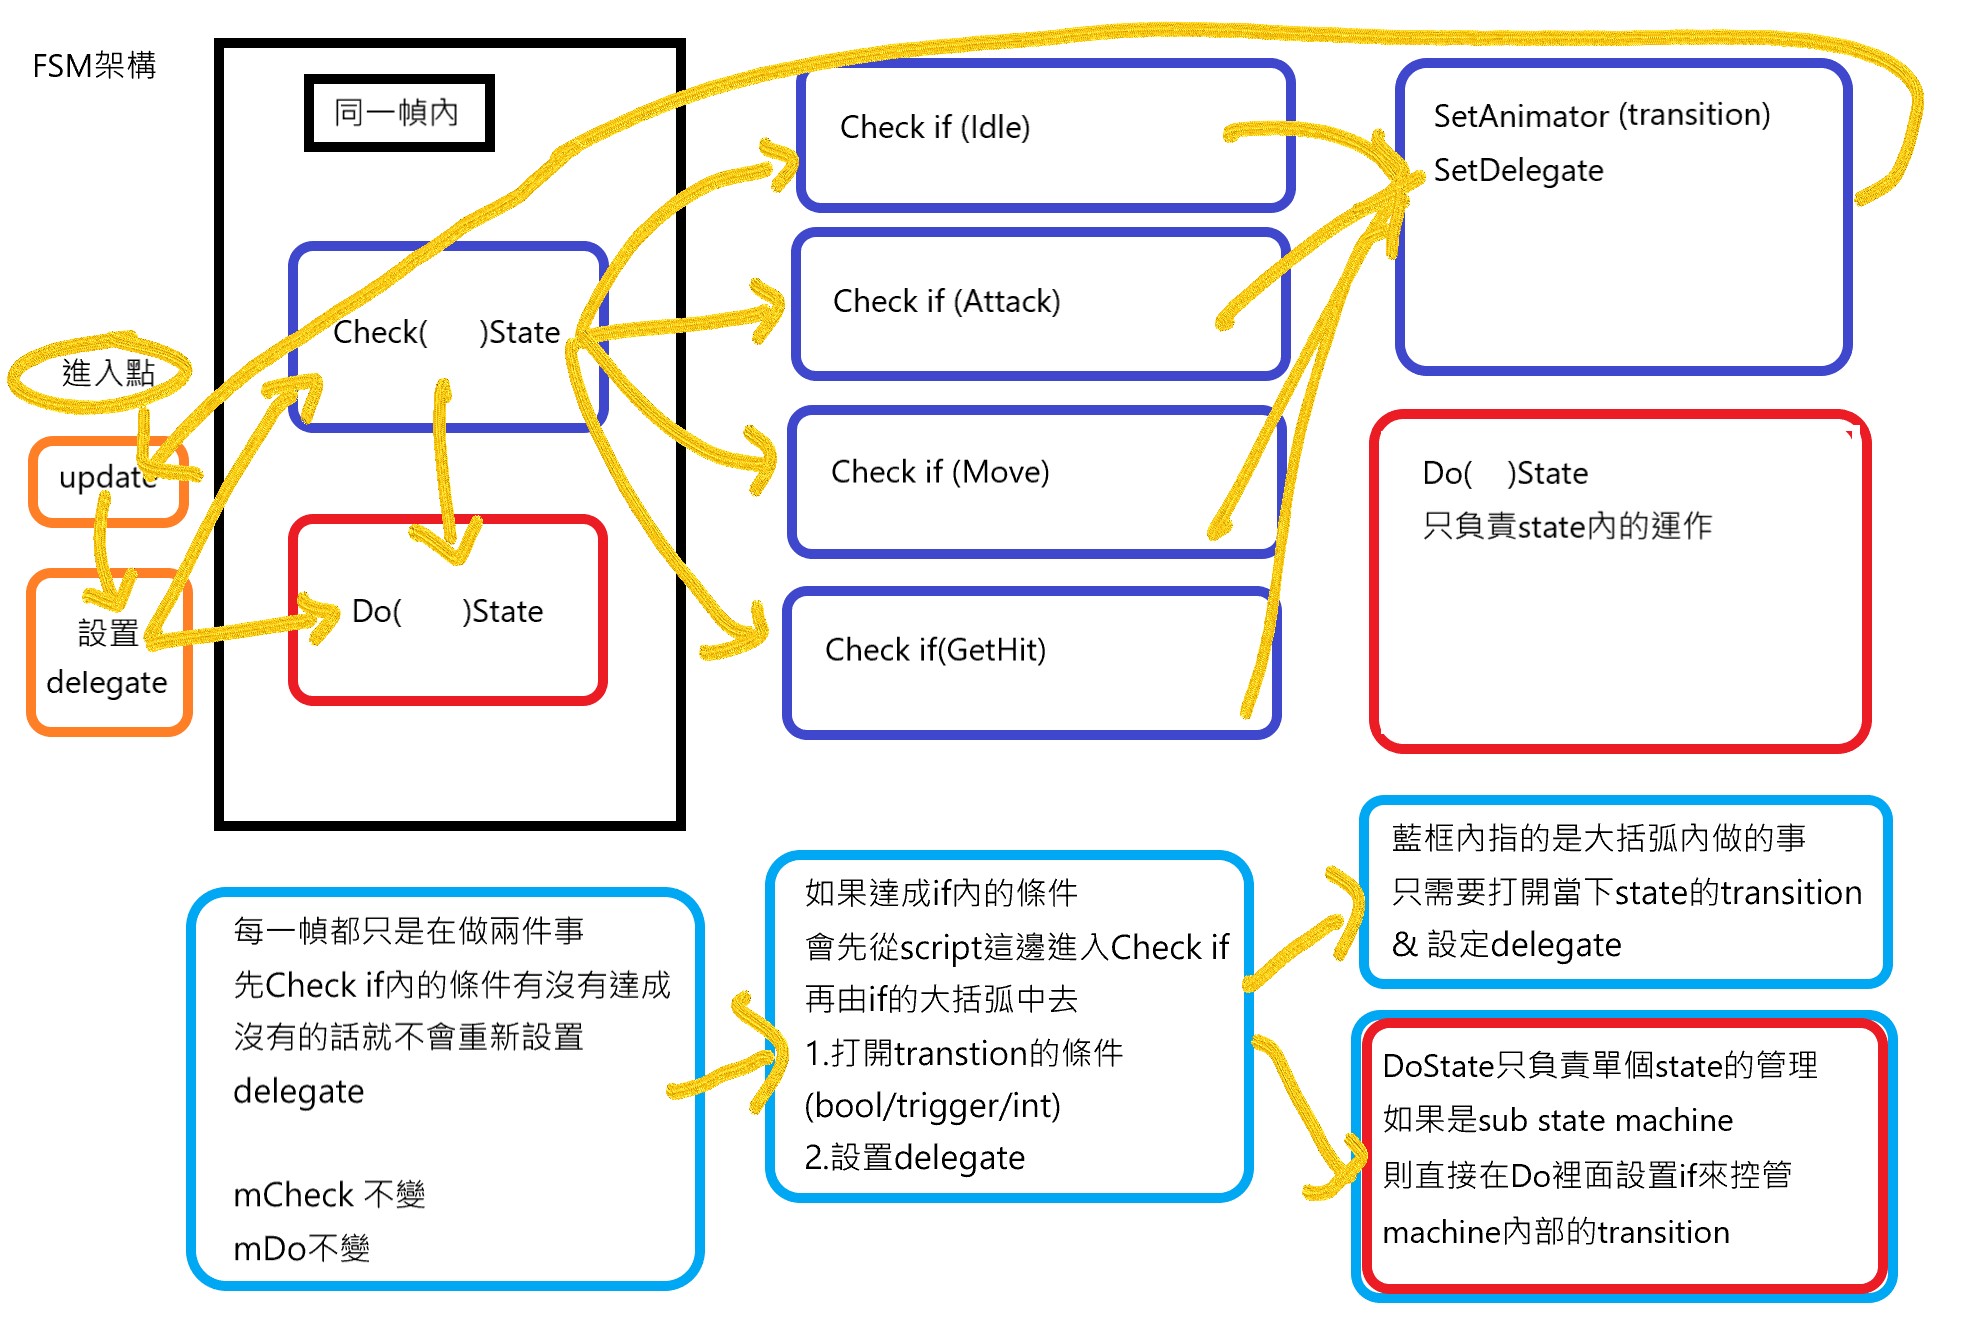 FSM架構
同一幀內
Check(      )State
進入點
update
設置
delegate
Do(      )State
Check if (Idle)
Check if (Attack)
Check if (Move)
Check if(GetHit)
SetAnimator (transition)
SetDelegate
Do(   )State
只負責state內的運作
每一幀都只是在做兩件事
先Check if內的條件有沒有達成
沒有的話就不會重新設置
delegate
mCheck 不變
mDo不變
如果達成if內的條件
會先從script這邊進入Check if
再由if的大括弧中去
1.打開transtion的條件
(bool/trigger/int)
2.設置delegate
藍框內指的是大括弧內做的事
只需要打開當下state的transition
& 設定delegate
DoState只負責單個state的管理
如果是sub state machine
則直接在Do裡面設置if來控管
machine內部的transition